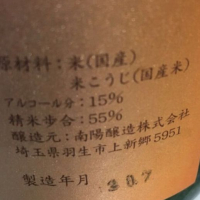 原材料：米(国産)
米こうじ(国産米)
アルコール分：15%
精米歩合：55%
醸造元：南陽醸造株式会社
埼玉県羽生市上新郷5951
製造年月